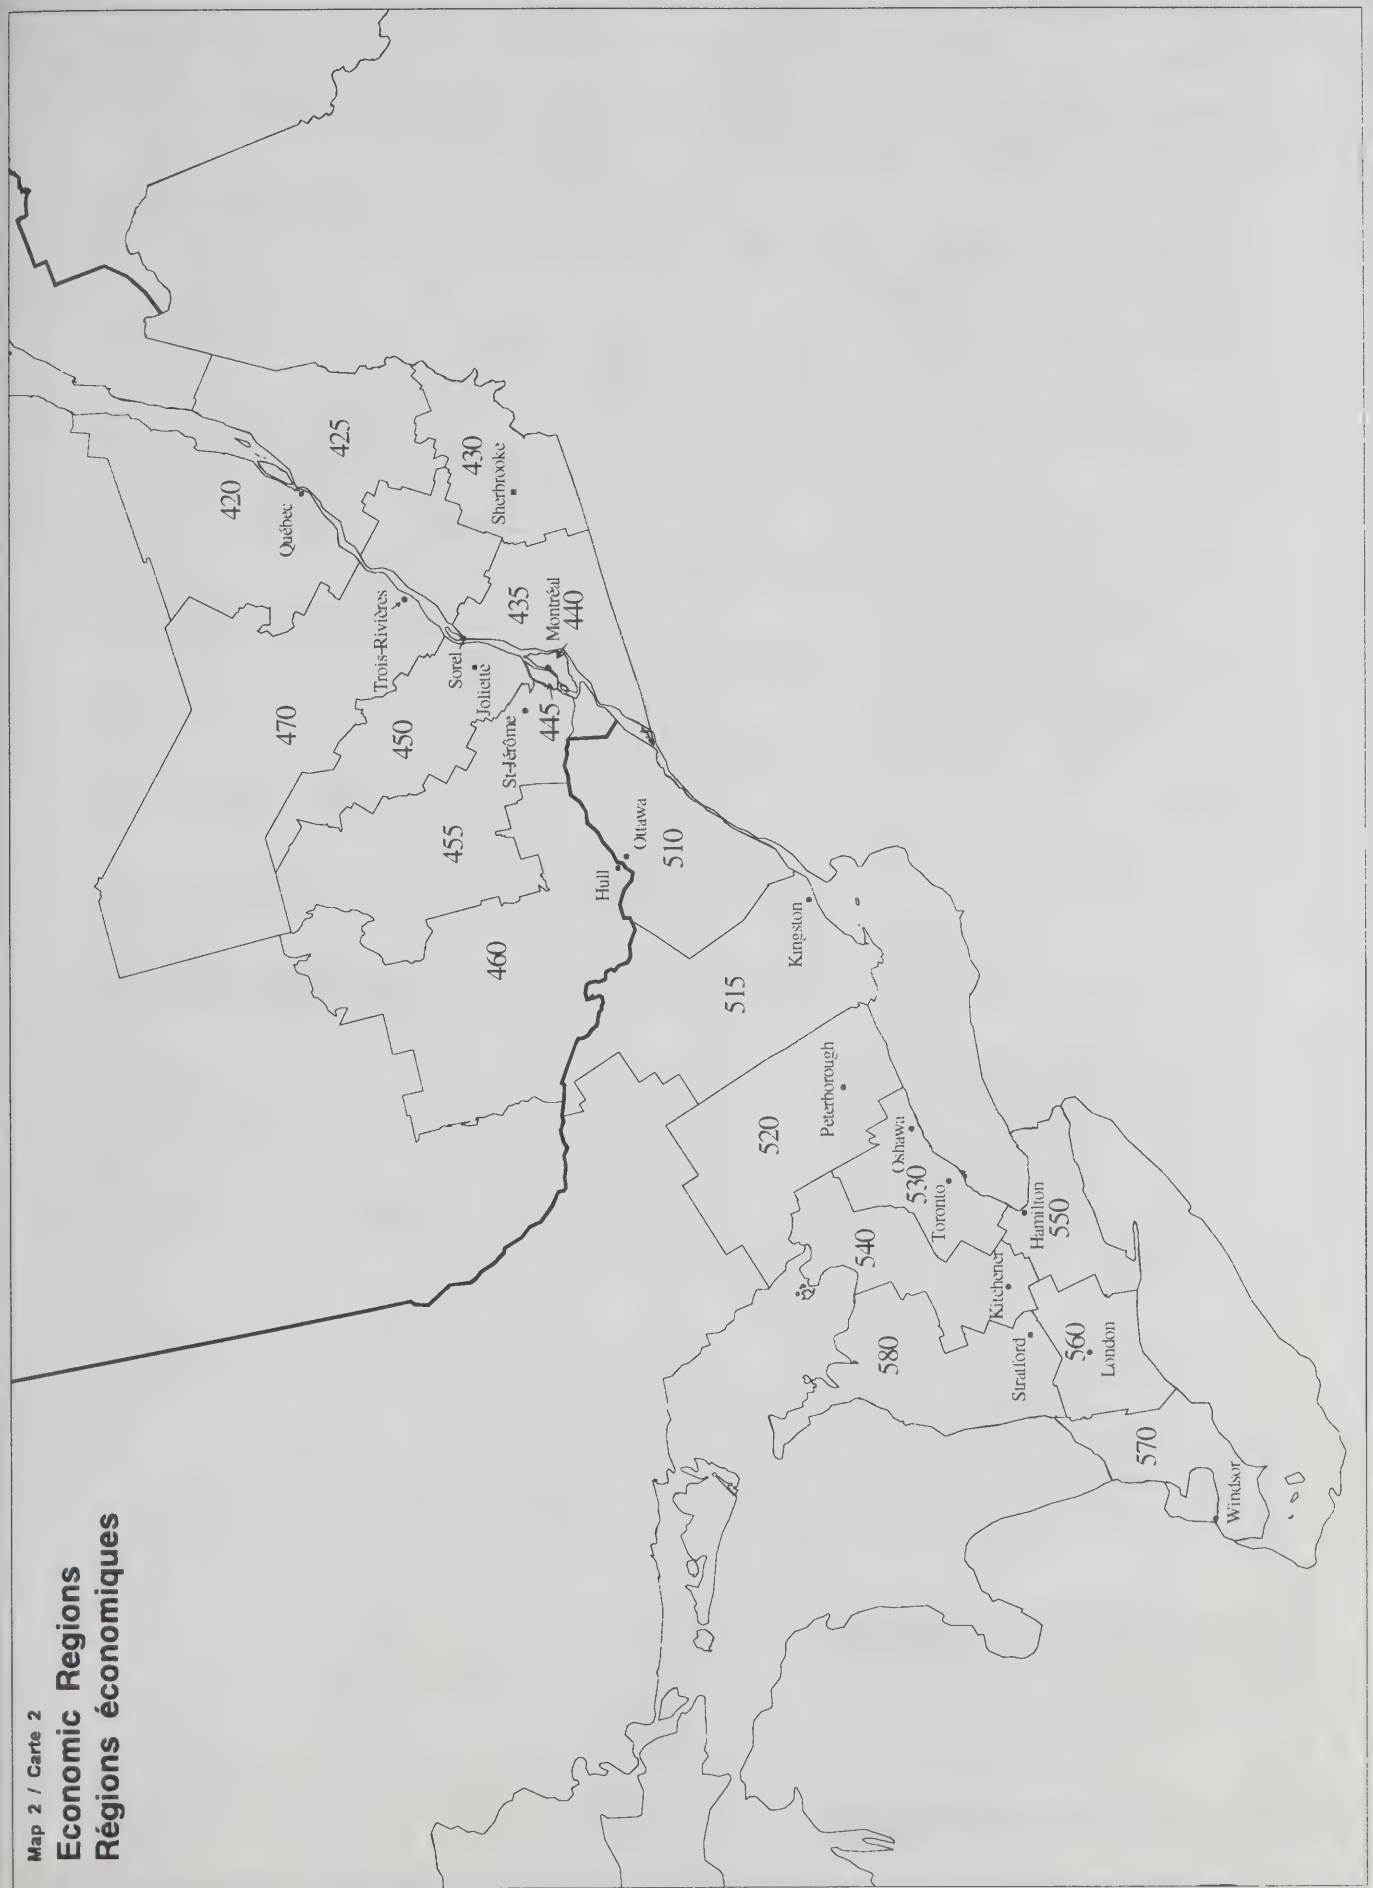 Map 2 / Carte 2
Economic Regions
Régions économiques
420
Québec
425
430
Sherbrooke
470
Trois-Rivières
450
Sorel
Joliette
435
Montréal
440
445
St-Jérôme
455
460
Hull
Ottawa
510
515
Kingston
520
Peterborough
Oshawa
530
Toronto
540
Hamilton
550
Kitchener
580
Stratford
560
London
570
Windsor